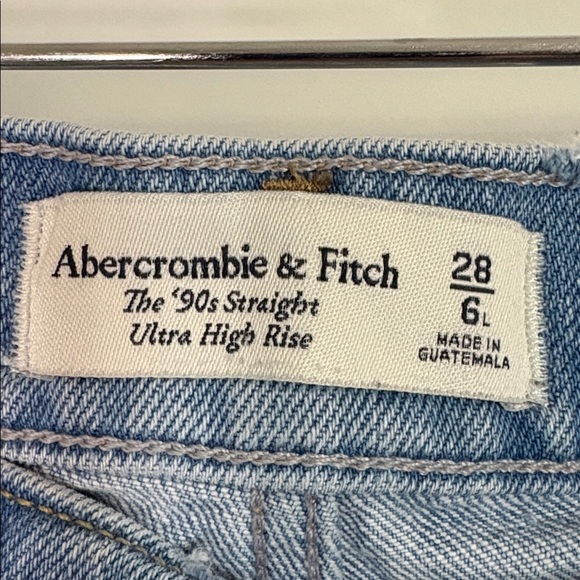 Abercrombie & Fitch
The '90s Straight
Ultra High Rise
28
6L
MADE IN
GUATEMALA